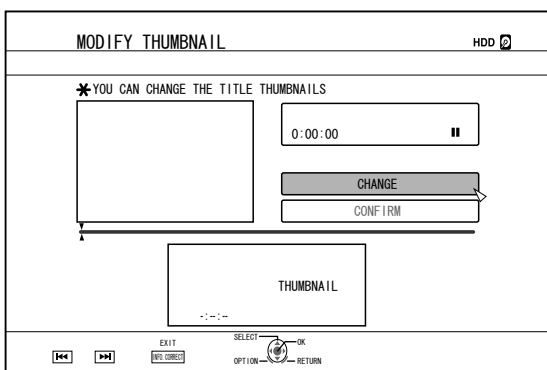 MODIFY THUMBNAIL
HDD
YOU CAN CHANGE THE TITLE THUMBNAILS
0:00:00
CHANGE
CONFIRM
THUMBNAIL
-:--:--
EXIT
INFO.CORRECT
SELECT
OK
OPTION
RETURN